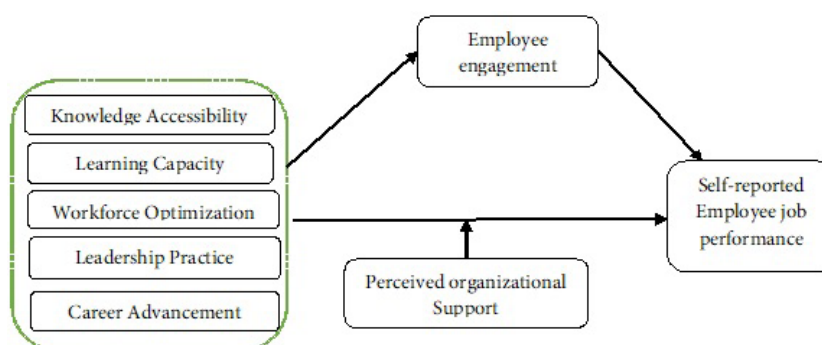 Employee
engagement
Knowledge Accessibility
Learning Capacity
Workforce Optimization
Leadership Practice
Career Advancement
Self-reported
Employee job
performance
Perceived organizational
Support